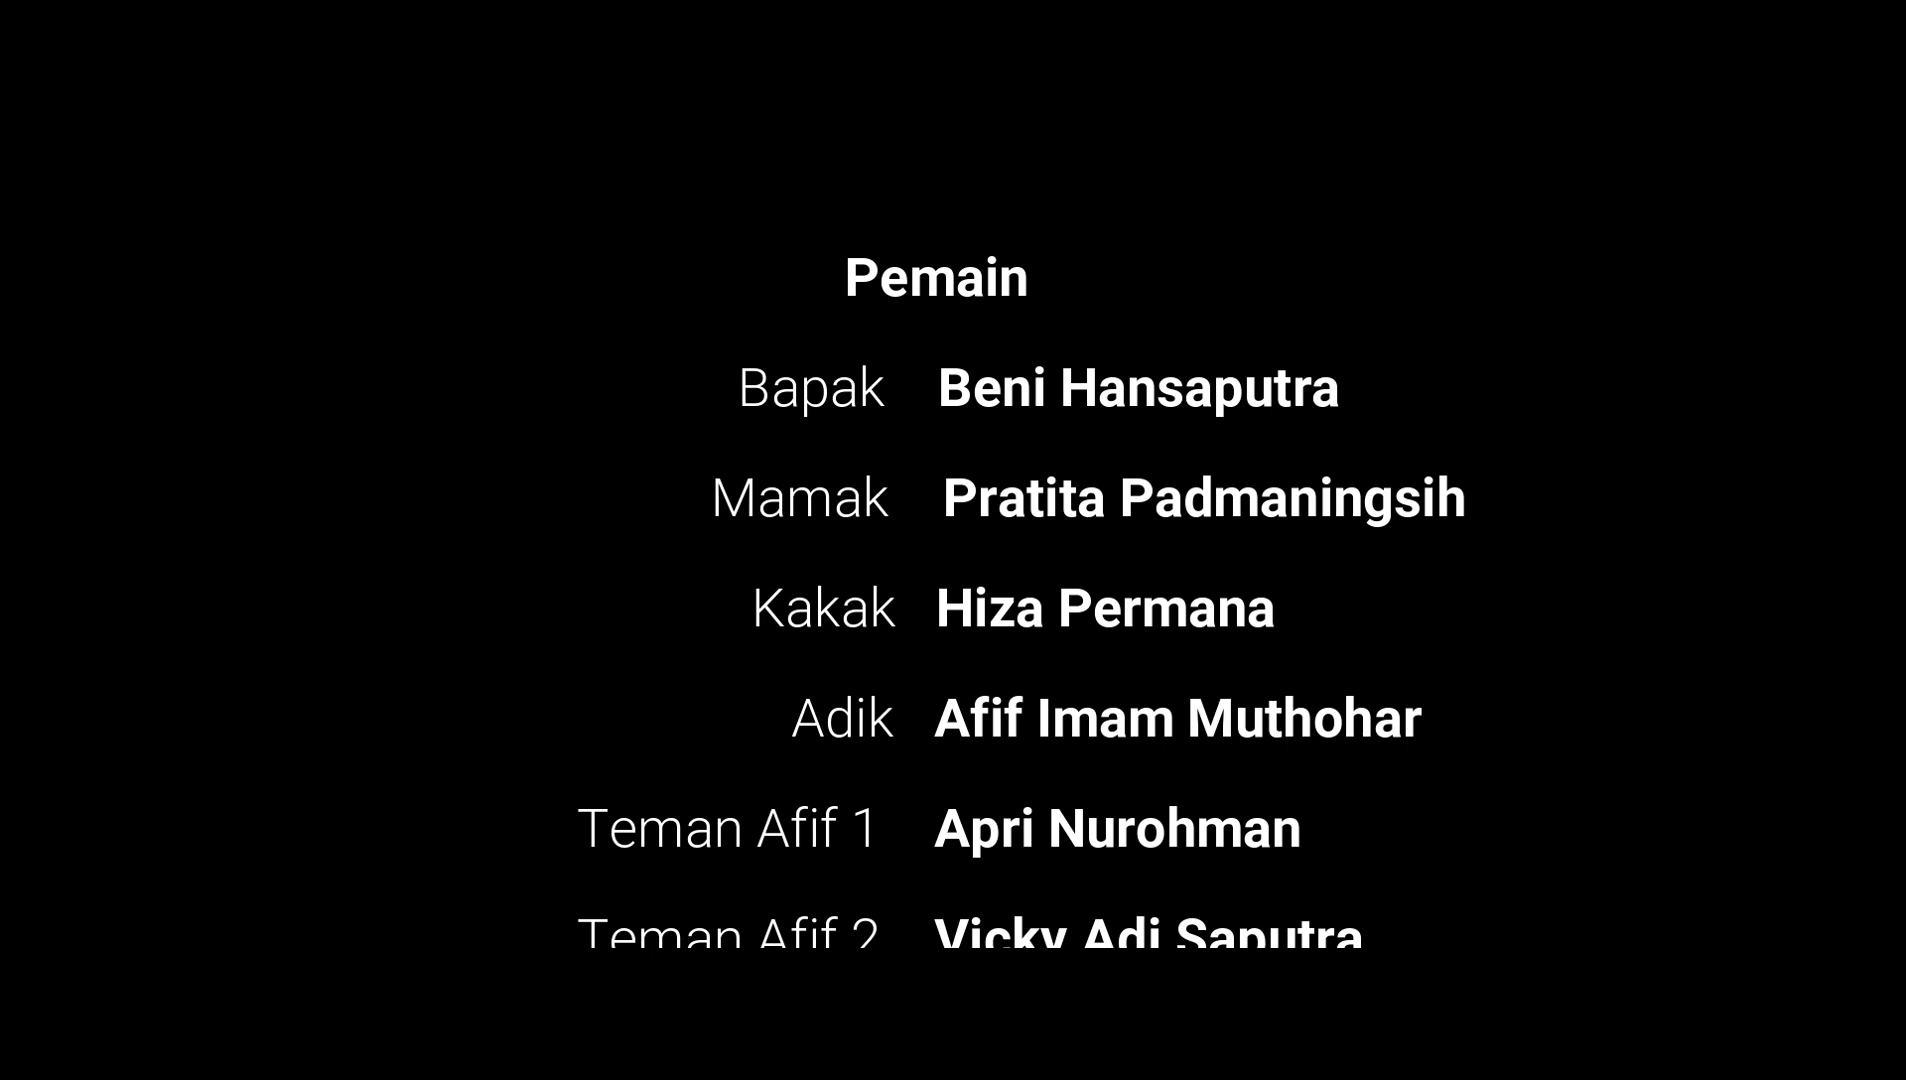 Pemain
Bapak Beni Hansaputra
Mamak Pratita Padmaningsih
Kakak Hiza Permana
Adik Afif Imam Muthohar
Teman Afif 1 Apri Nurohman
Teman Afif 2 Vicky Adi Saputra